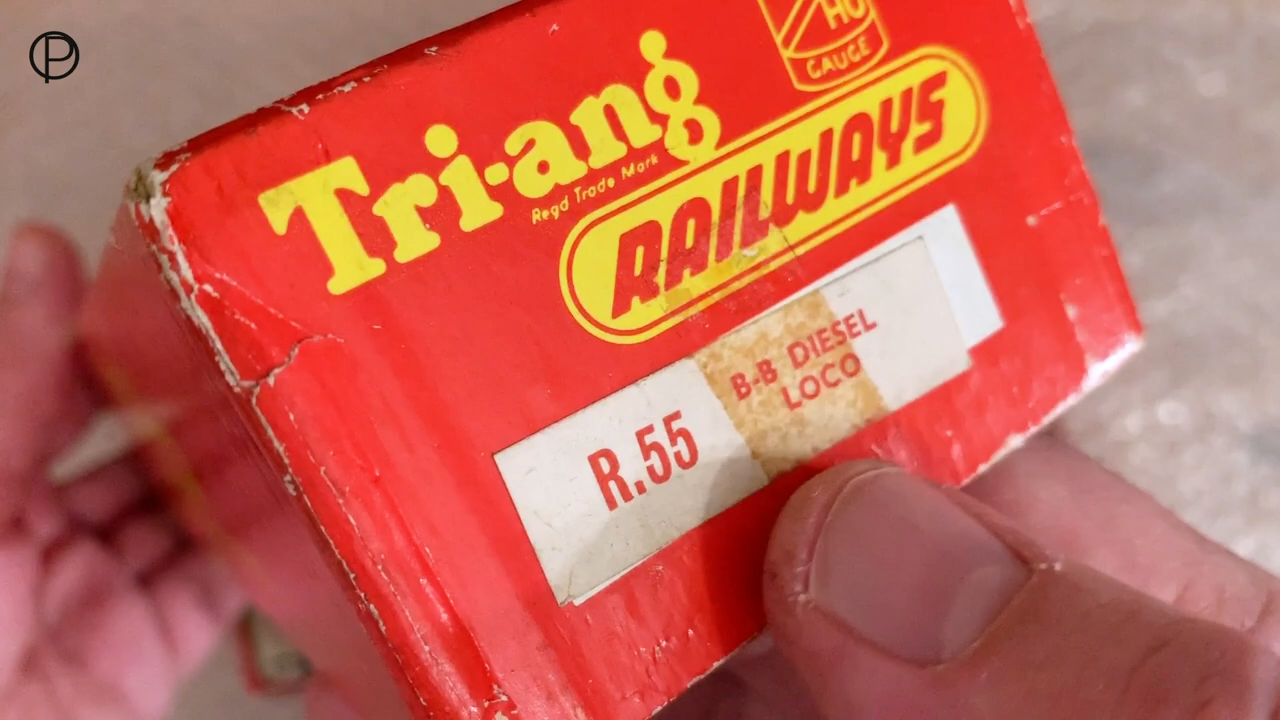 HO
GAUGE
Tri-ang
Regd Trade Mark
RAILWAYS
R.55
B-B DIESEL
LOCO
P